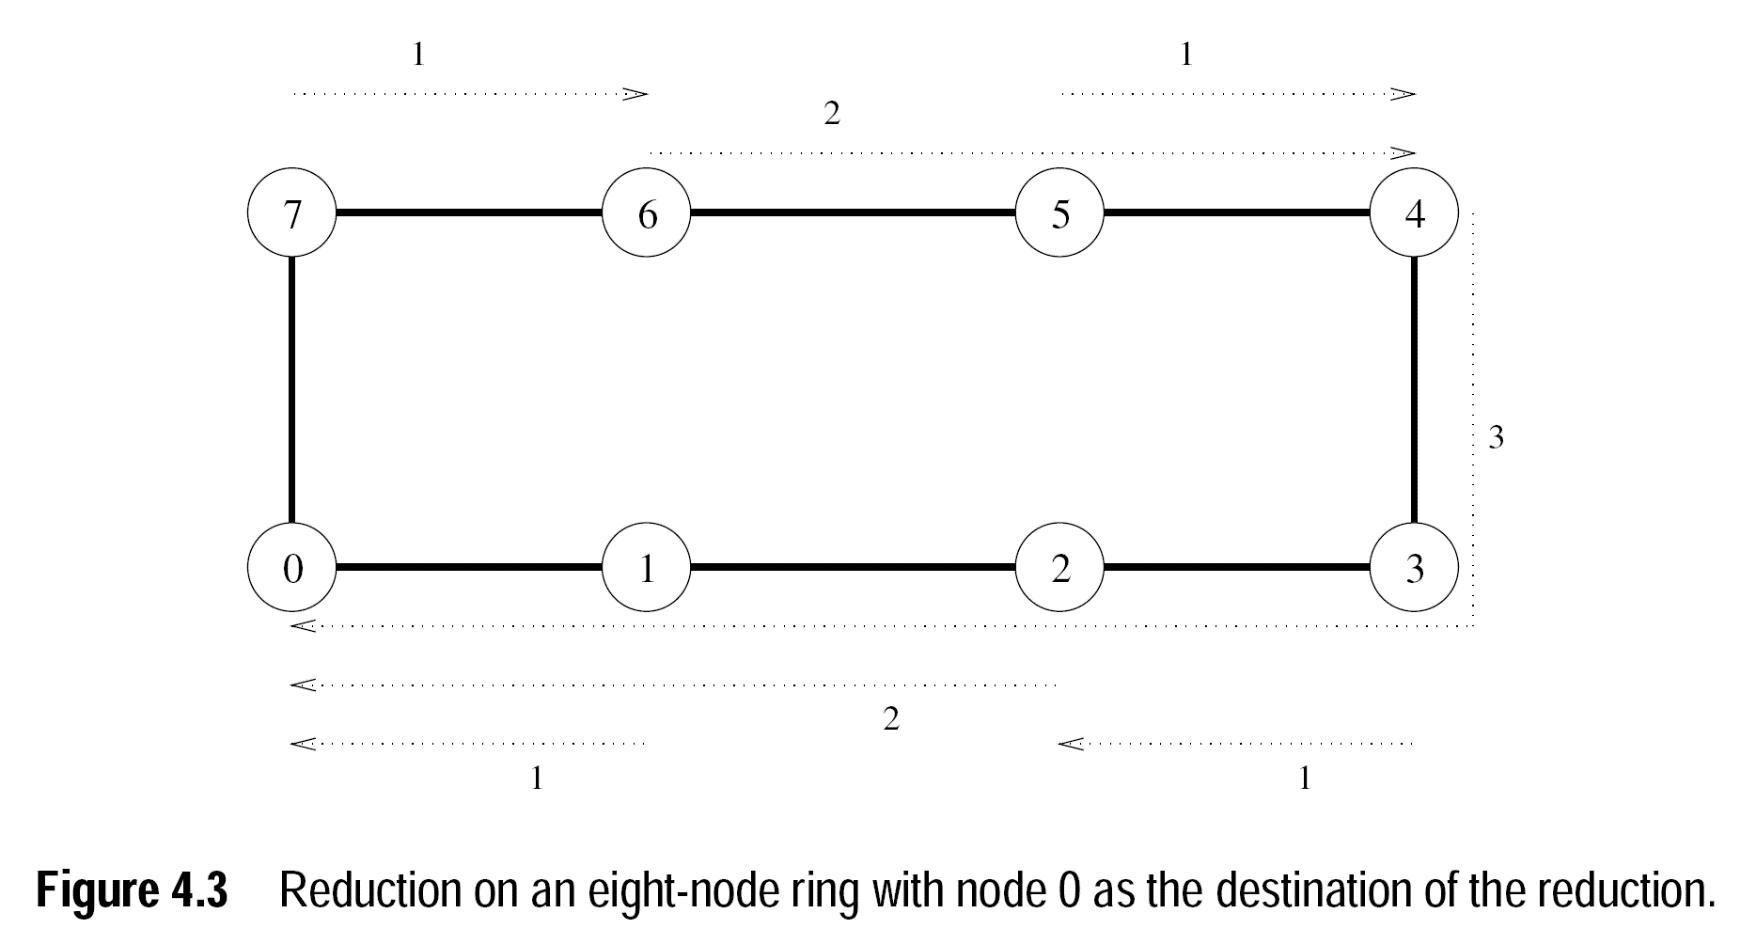 1 1
2
7 6 5 4
3
0 1 2 3
2
1 1
Figure 4.3 Reduction on an eight-node ring with node 0 as the destination of the reduction.